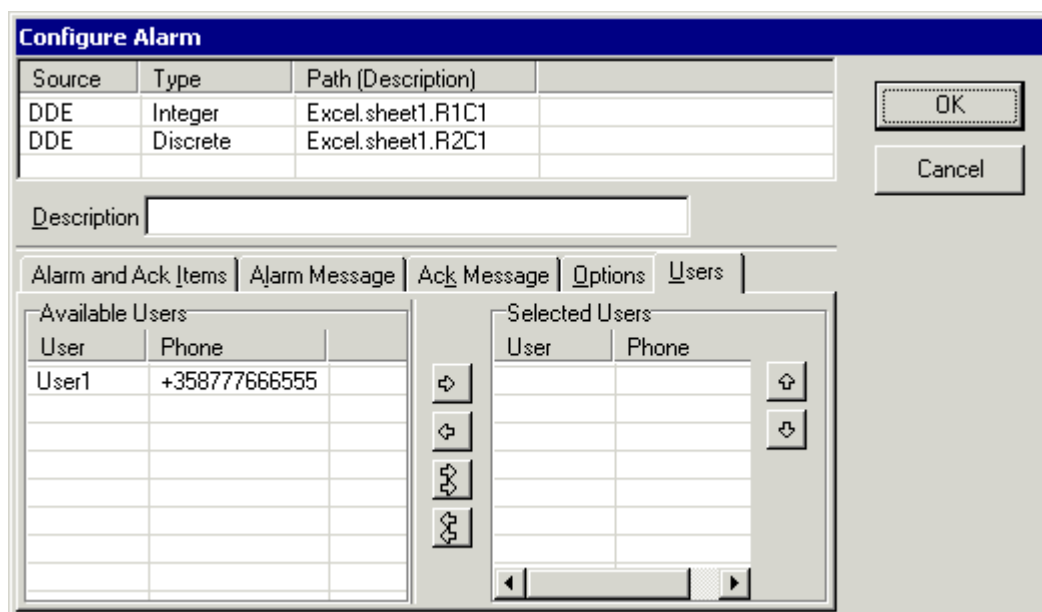 Configure Alarm
Source Type Path (Description)
DDE Integer Excel.sheet1.R1C1
DDE Discrete Excel.sheet1.R2C1
OK
Cancel
Description
Alarm and Ack Items Alarm Message Ack Message Options Users
Available Users Selected Users
User Phone User Phone
User1 +358777666555